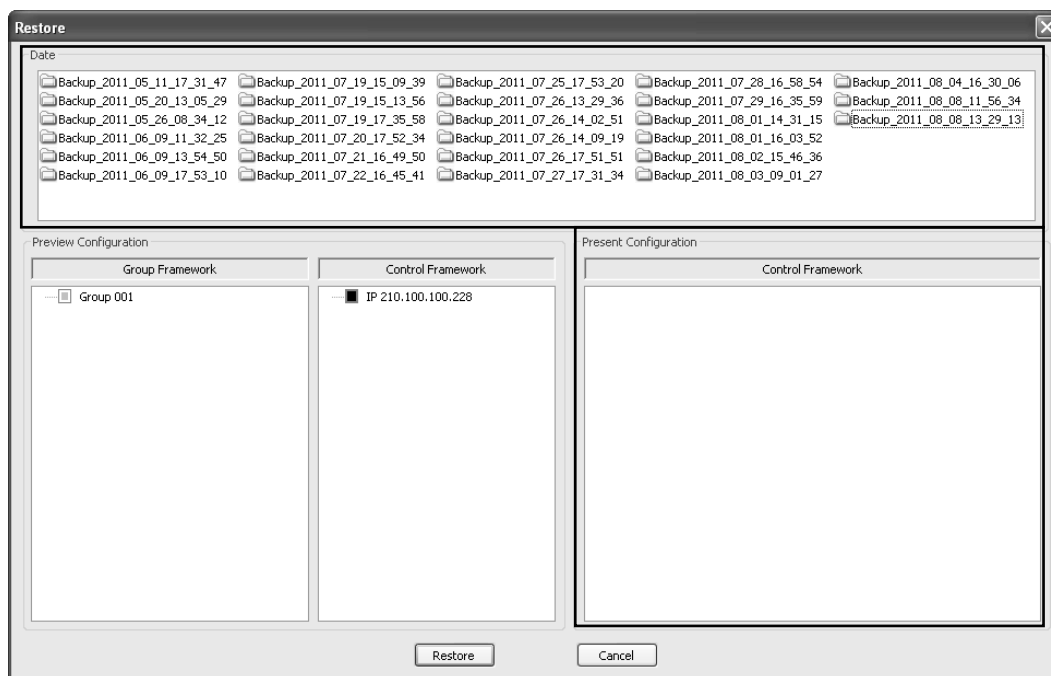 Restore
Date
Backup_2011_05_11_17_31_47 Backup_2011_07_19_15_09_39 Backup_2011_07_25_17_53_20 Backup_2011_07_28_16_58_54 Backup_2011_08_04_16_30_06
Backup_2011_05_20_13_05_29 Backup_2011_07_19_15_13_56 Backup_2011_07_26_13_29_36 Backup_2011_07_29_16_35_59 Backup_2011_08_08_11_56_34
Backup_2011_05_26_08_34_12 Backup_2011_07_19_17_35_58 Backup_2011_07_26_14_02_51 Backup_2011_08_01_14_31_15 Backup_2011_08_08_13_29_13
Backup_2011_06_09_11_32_25 Backup_2011_07_20_17_52_34 Backup_2011_07_26_14_09_19 Backup_2011_08_01_16_03_52
Backup_2011_06_09_13_54_50 Backup_2011_07_21_16_49_50 Backup_2011_07_26_17_51_51 Backup_2011_08_02_15_46_36
Backup_2011_06_09_17_53_10 Backup_2011_07_22_16_45_41 Backup_2011_07_27_17_31_34 Backup_2011_08_03_09_01_27
Preview Configuration
Group Framework
Control Framework
Group 001
IP 210.100.100.228
Present Configuration
Control Framework
Restore
Cancel